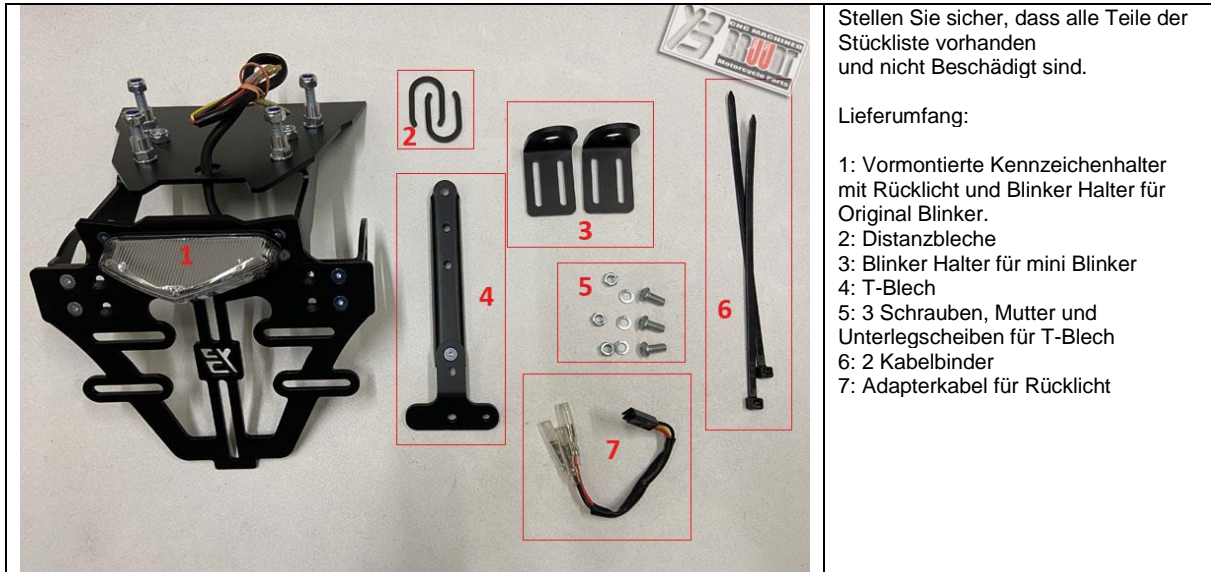 CNC MACHINED
Motorcycle Parts
1
2
3
4
5
6
7
Stellen Sie sicher, dass alle Teile der
Stückliste vorhanden
und nicht Beschädigt sind.
Lieferumfang:
1: Vormontierte Kennzeichenhalter
mit Rücklicht und Blinker Halter für
Original Blinker.
2: Distanzbleche
3: Blinker Halter für mini Blinker
4: T-Blech
5: 3 Schrauben, Mutter und
Unterlegscheiben für T-Blech
6: 2 Kabelbinder
7: Adapterkabel für Rücklicht